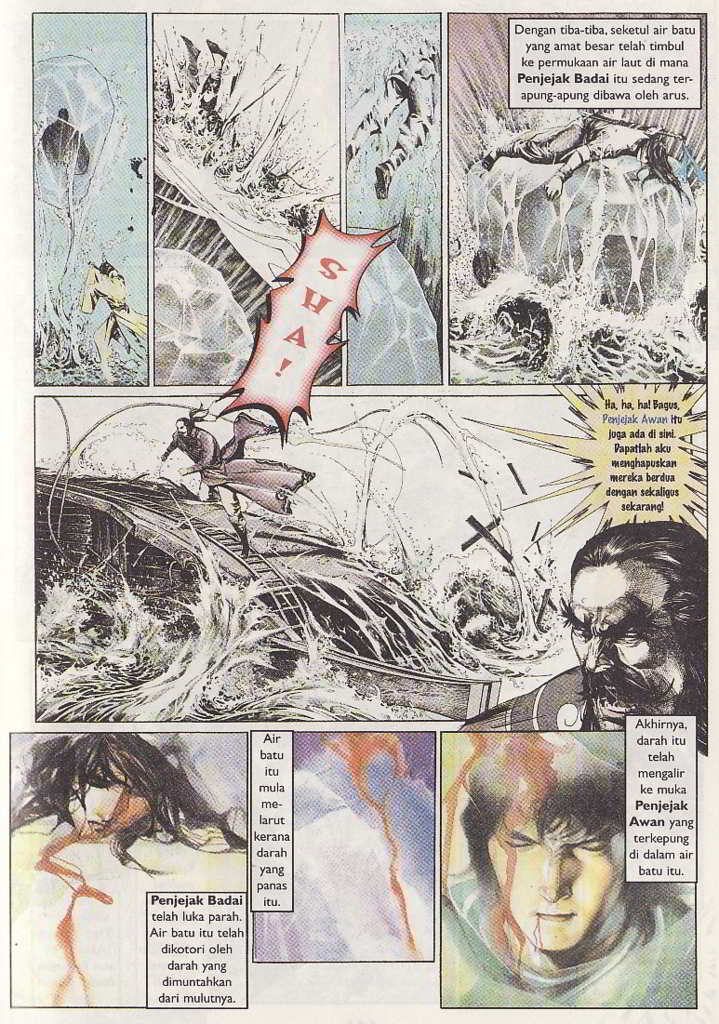 Dengan tiba-tiba, seketul air batu
yang amat besar telah timbul
ke permukaan air laut di mana
Penjejak Badai itu sedang ter-
apung-apung dibawa oleh arus.
SHA!
Ha, ha, ha! Bagus,
Penjejak Awan itu
juga ada di sini.
Dapatlah aku
menghapuskan
mereka berdua
dengan sekaligus
sekarang!
Penjejak Badai
telah luka parah.
Air batu itu telah
dikotori oleh
darah yang
dimuntahkan
dari mulutnya.
Air
batu
itu
mula
me-
larut
kerana
darah
yang
panas
itu.
Akhirnya,
darah itu
telah
mengalir
ke muka
Penjejak
Awan yang
terkepung
di dalam air
batu itu.